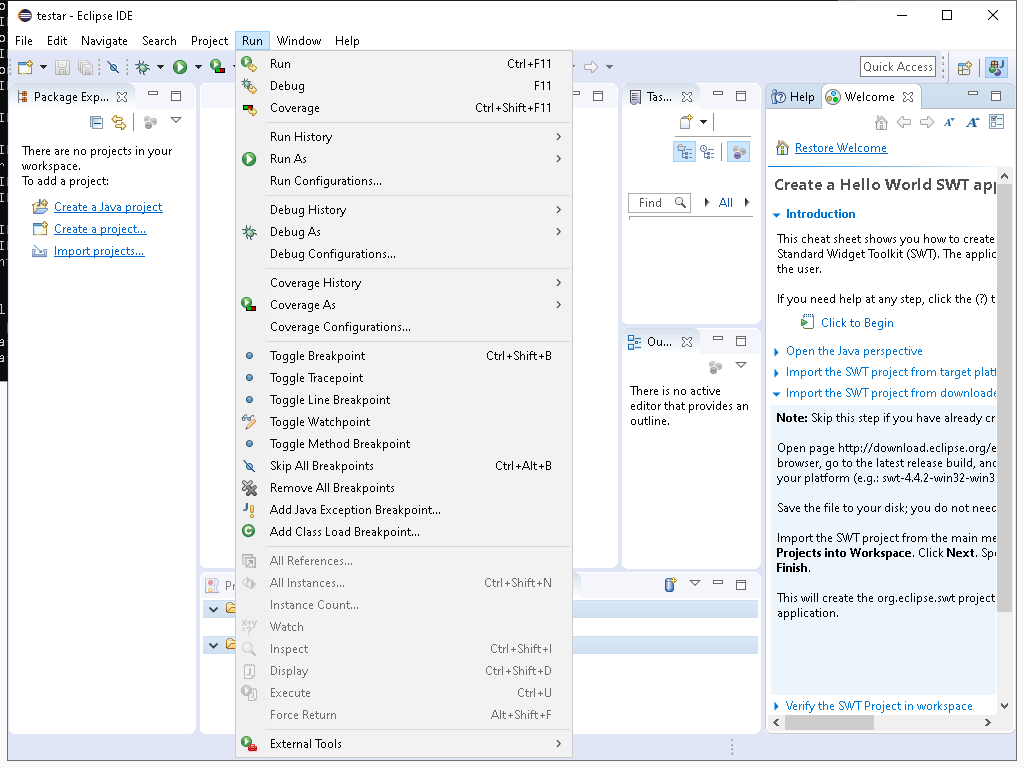 testar - Eclipse IDE
File Edit Navigate Search Project Run Window Help
Quick Access
Package Exp...
There are no projects in your
workspace.
To add a project:
Create a Java project
Create a project...
Import projects...
Run Ctrl+F11
Debug F11
Coverage Ctrl+Shift+F11
Run History
Run As
Run Configurations...
Debug History
Debug As
Debug Configurations...
Coverage History
Coverage As
Coverage Configurations...
Toggle Breakpoint Ctrl+Shift+B
Toggle Tracepoint
Toggle Line Breakpoint
Toggle Watchpoint
Toggle Method Breakpoint
Skip All Breakpoints Ctrl+Alt+B
Remove All Breakpoints
Add Java Exception Breakpoint...
Add Class Load Breakpoint...
All References...
All Instances... Ctrl+Shift+N
Instance Count...
Watch
Inspect Ctrl+Shift+I
Display Ctrl+Shift+D
Execute Ctrl+U
Force Return Alt+Shift+F
External Tools
Pr
Tas...
Find All
Ou...
There is no active
editor that provides an
outline.
Help Welcome
Restore Welcome
Create a Hello World SWT app
Introduction
This cheat sheet shows you how to create
Standard Widget Toolkit (SWT). The applic
the user.
If you need help at any step, click the (?) t
Click to Begin
Open the Java perspective
Import the SWT project from target platf
Import the SWT project from downloade
Note: Skip this step if you have already cr
Open page http://download.eclipse.org/e
browser, go to the latest release build, and
your platform (e.g.: swt-4.4.2-win32-win3
Save the file to your disk; you do not need
Import the SWT project from the main me
Projects into Workspace. Click Next. Spe
Finish.
This will create the org.eclipse.swt project
application.
Verify the SWT Project in workspace